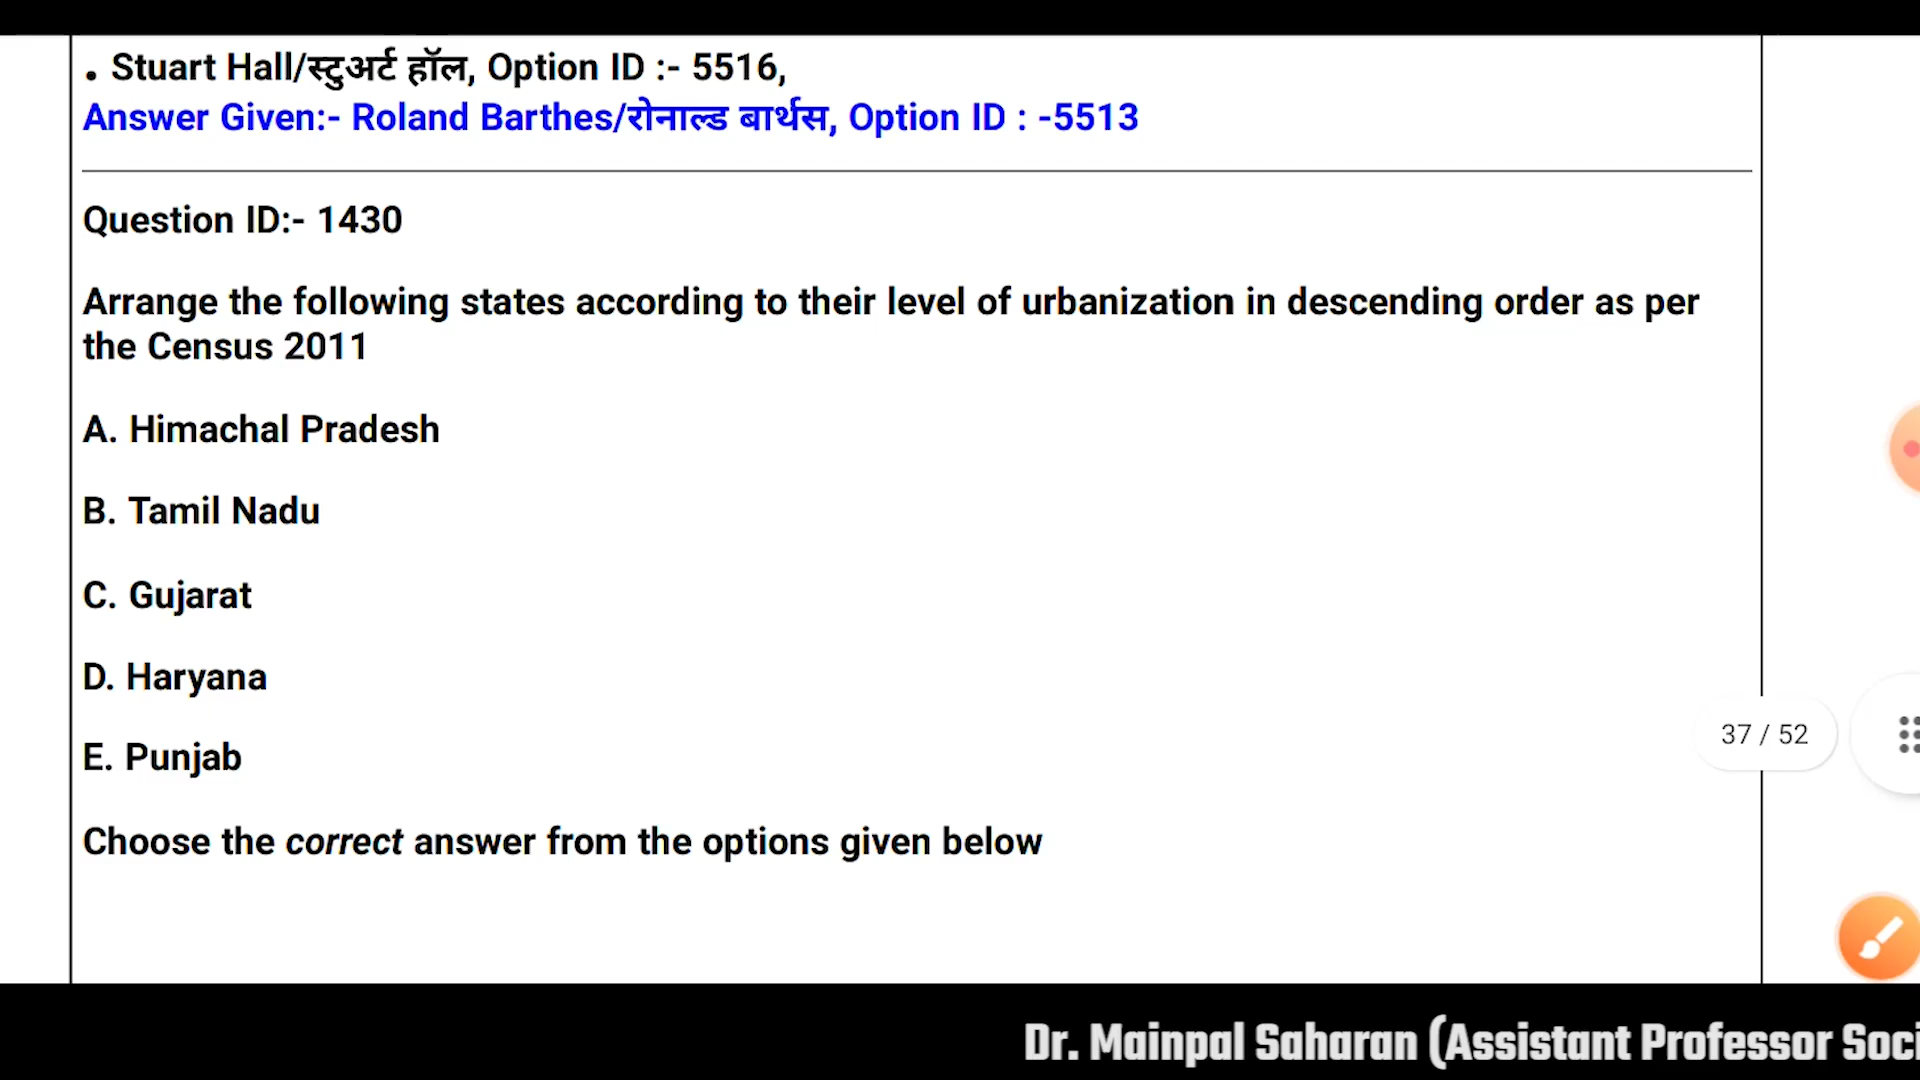 . Stuart Hall/स्टुअर्ट हॉल, Option ID :- 5516,
Answer Given:- Roland Barthes/रोनाल्ड बार्थस, Option ID : -5513
Question ID:- 1430
Arrange the following states according to their level of urbanization in descending order as per
the Census 2011
A. Himachal Pradesh
B. Tamil Nadu
C. Gujarat
D. Haryana
E. Punjab
37 / 52
Choose the correct answer from the options given below
Dr. Mainpal Saharan (Assistant Professor Soci